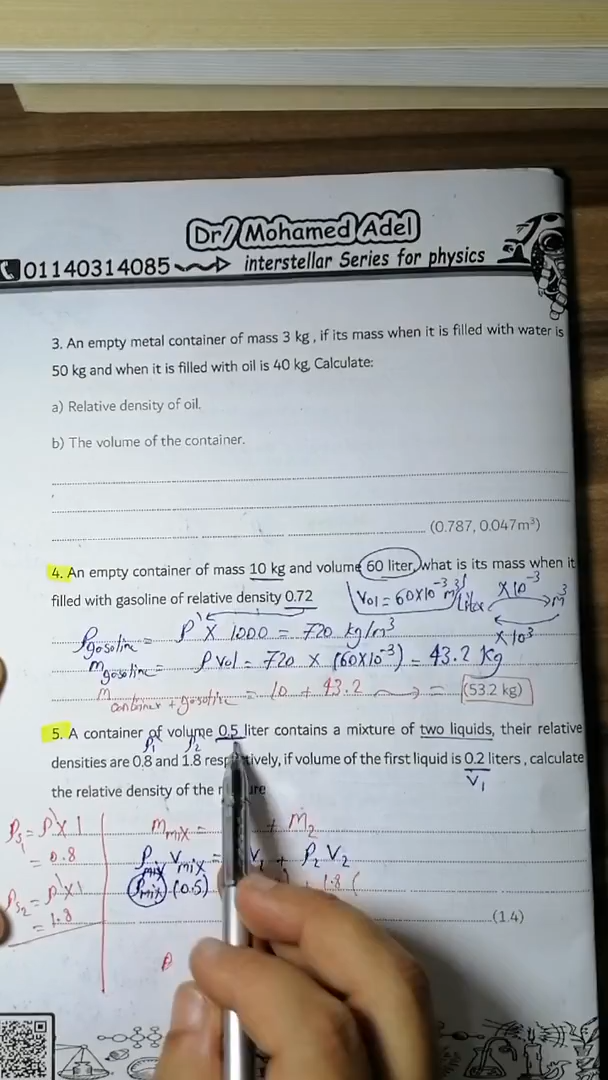 Dr/ Mohamed Adel
01140314085 interstellar Series for physics
3. An empty metal container of mass 3 kg , if its mass when it is filled with water is
50 kg and when it is filled with oil is 40 kg, Calculate:
a) Relative density of oil.
b) The volume of the container.
(0.787, 0.047m³)
4. An empty container of mass 10 kg and volume 60 liter, what is its mass when it
filled with gasoline of relative density 0.72
Vol = 60×10⁻³ m³
liter ×10⁻³ m³
×10³
ρgasoline = ρ\ × 1000 = 720 kg/m³
mgasoline = ρ Vol = 720 × (60×10⁻³) = 43.2 kg
m container + gasoline = 10 + 43.2 = (53.2 kg)
5. A container of volume 0.5 liter contains a mixture of two liquids, their relative
ρ₁ ρ₂
densities are 0.8 and 1.8 respectively, if volume of the first liquid is 0.2 liters , calculate
V₁
the relative density of the mixture
ρs₁ = ρ\ × 1
= 0.8
ρs₂ = ρ\ × 1
= 1.8
mmix = + m₂
ρmix Vmix = V₁ + ρ₂ V₂
ρmix (0.5) + 1.8 (
(1.4)